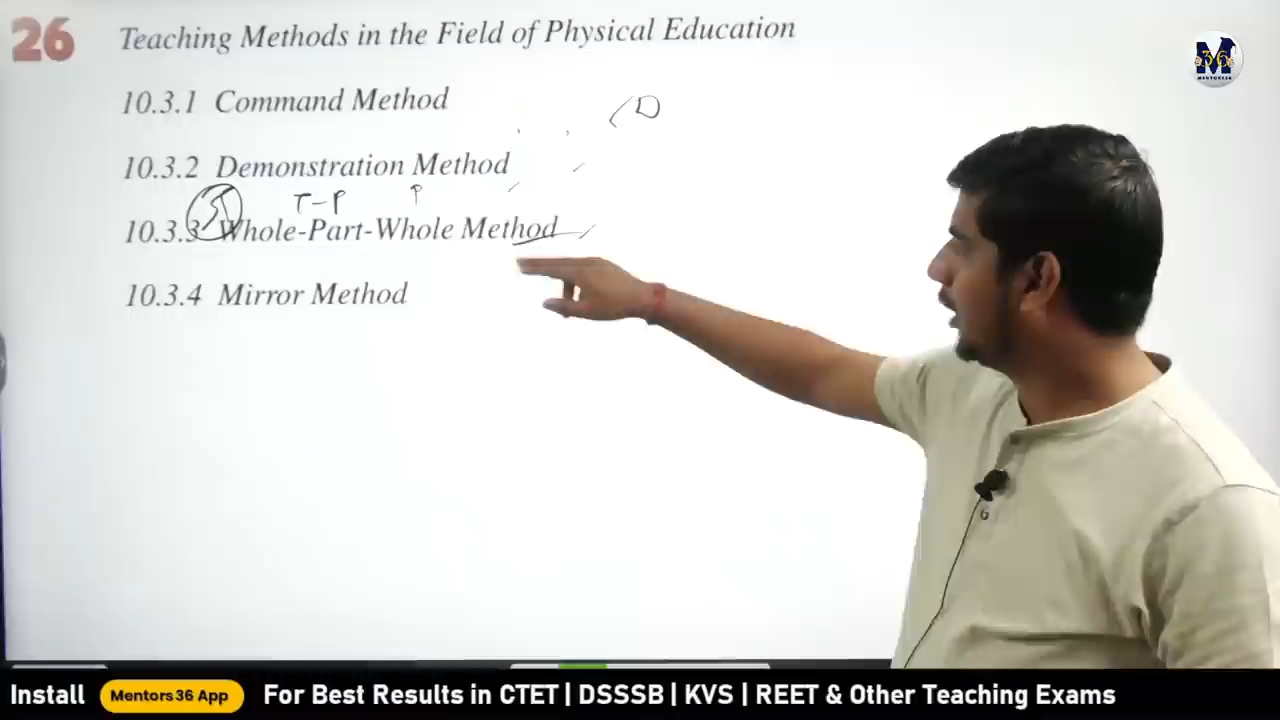 26 Teaching Methods in the Field of Physical Education
10.3.1 Command Method
10.3.2 Demonstration Method
T-P
10.3.3 Whole-Part-Whole Method
10.3.4 Mirror Method
M
36
MENTORS36
Install Mentors36 App For Best Results in CTET | DSSSB | KVS | REET & Other Teaching Exams